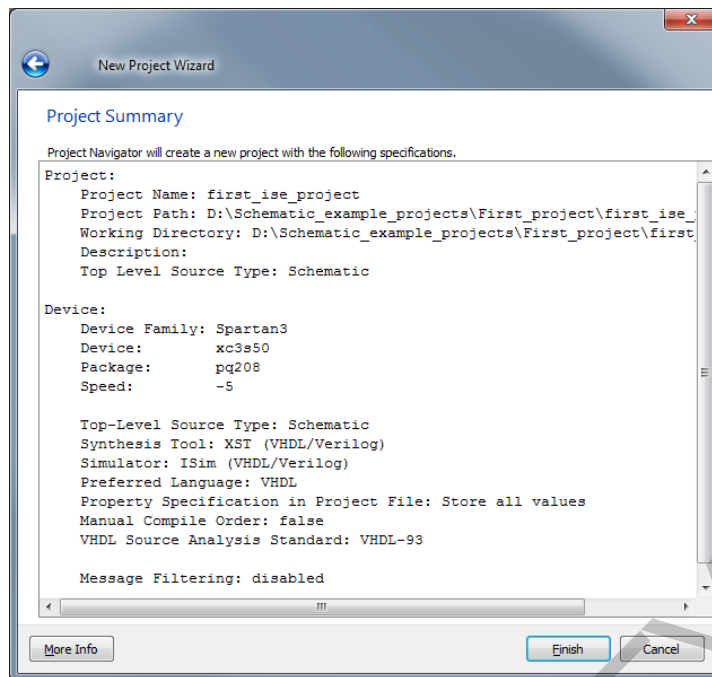 New Project Wizard
Project Summary
Project Navigator will create a new project with the following specifications.
Project:
Project Name: first_ise_project
Project Path: D:\Schematic_example_projects\First_project\first_ise_
Working Directory: D:\Schematic_example_projects\First_project\first_
Description:
Top Level Source Type: Schematic
Device:
Device Family: Spartan3
Device: xc3s50
Package: pq208
Speed: -5
Top-Level Source Type: Schematic
Synthesis Tool: XST (VHDL/Verilog)
Simulator: ISim (VHDL/Verilog)
Preferred Language: VHDL
Property Specification in Project File: Store all values
Manual Compile Order: false
VHDL Source Analysis Standard: VHDL-93
Message Filtering: disabled
More Info Finish Cancel